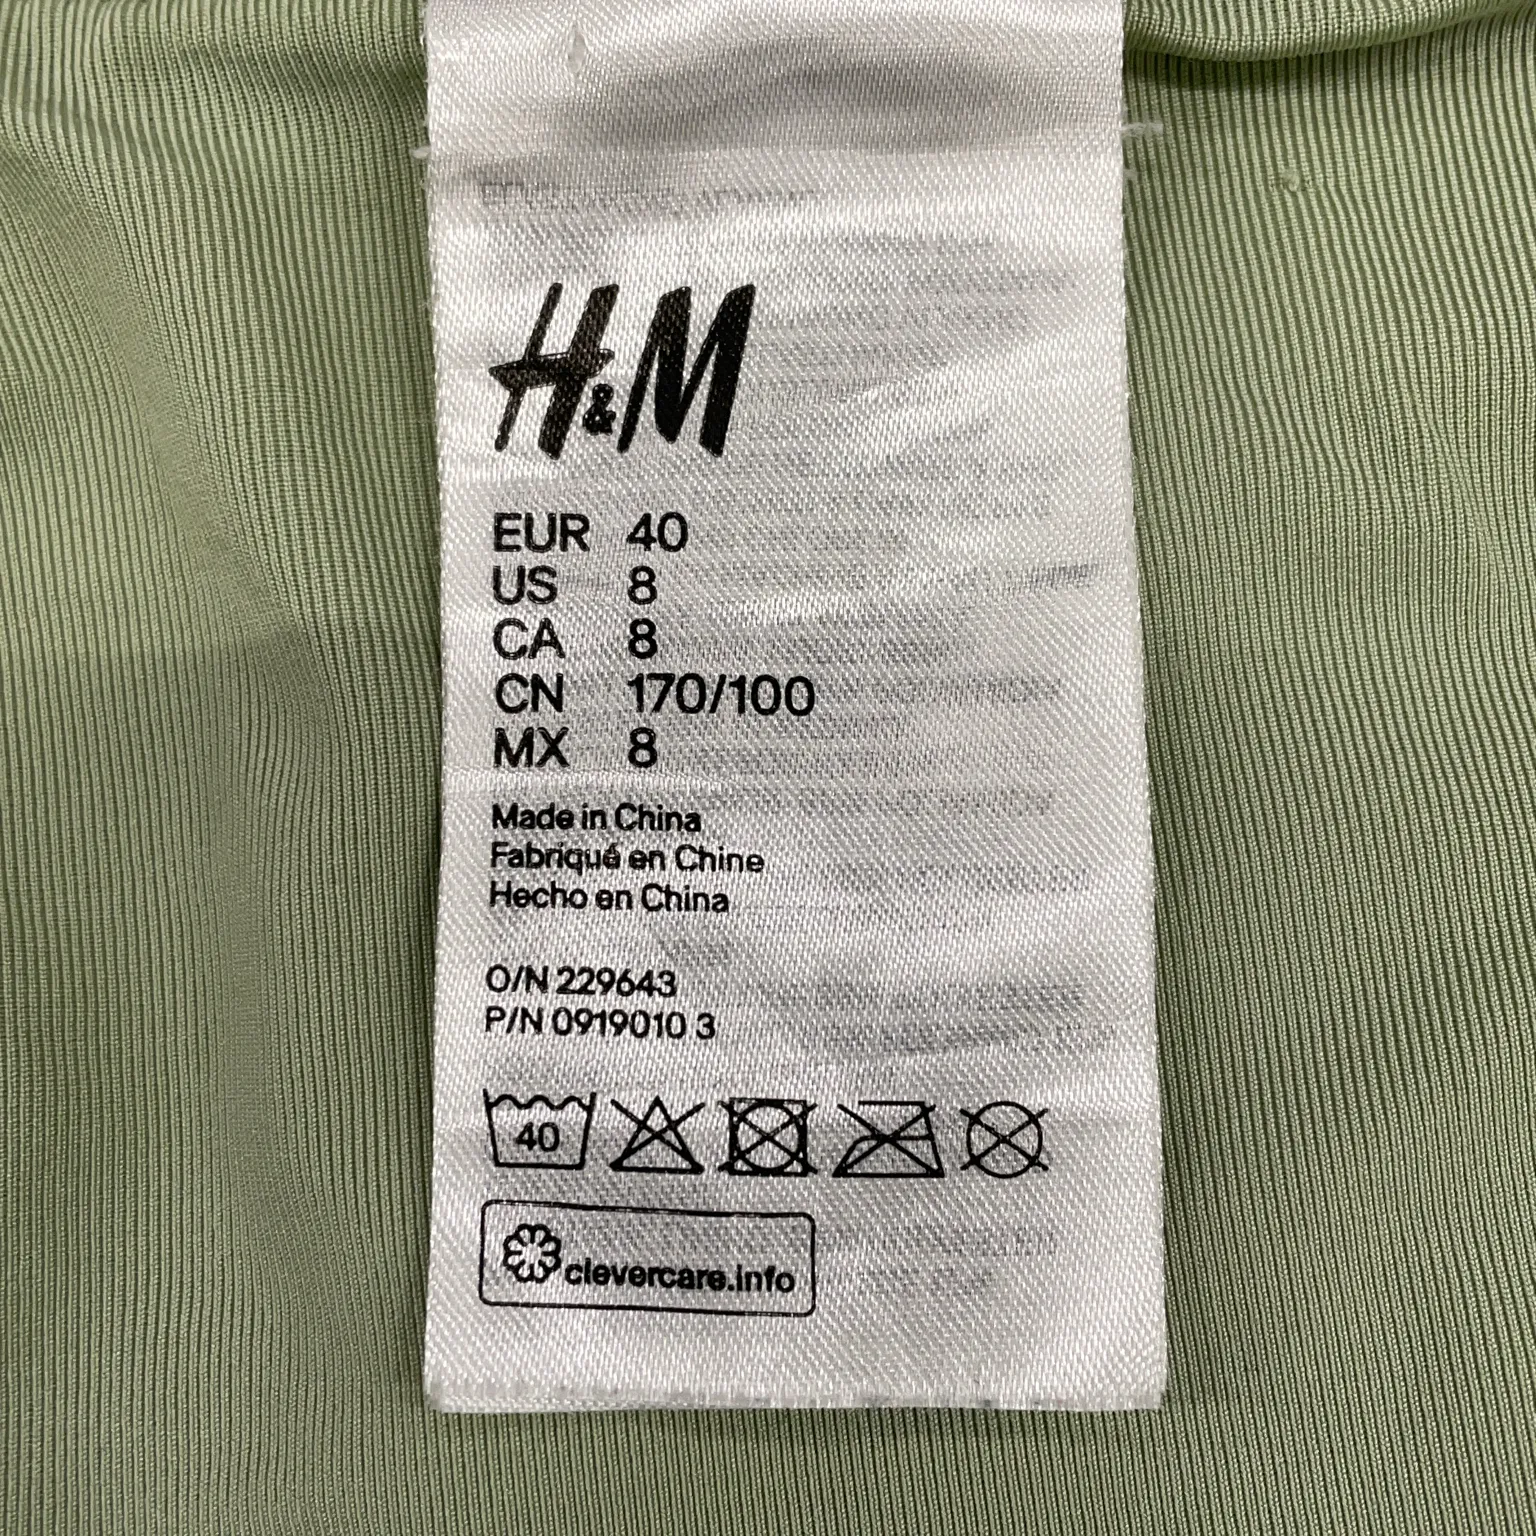 H&M
EUR 40
US 8
CA 8
CN 170/100
MX 8
Made in China
Fabriqué en Chine
Hecho en China
O/N 229643
P/N 0919010 3
40
clevercare.info